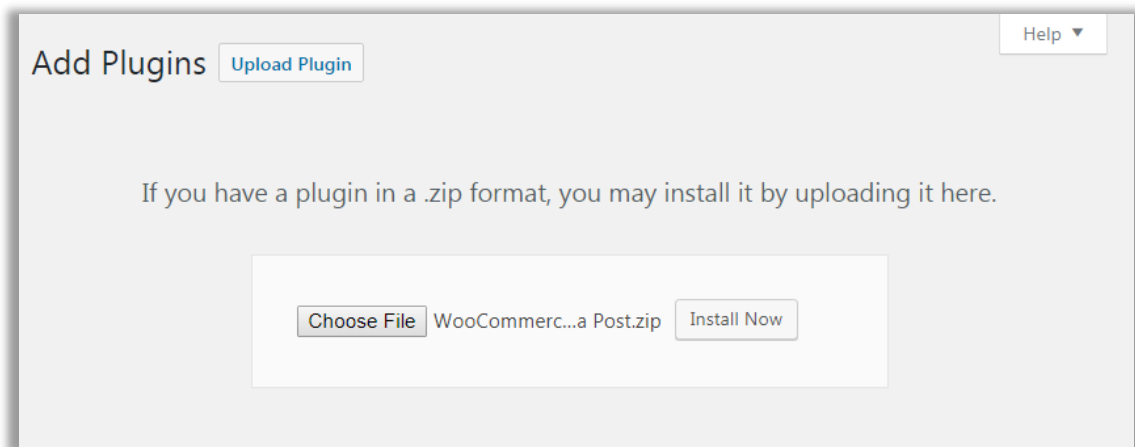 Help ▼
Add Plugins Upload Plugin
If you have a plugin in a .zip format, you may install it by uploading it here.
Choose File WooCommerc...a Post.zip Install Now